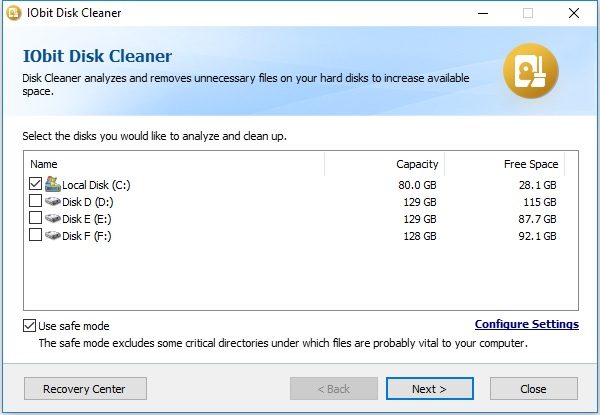 IObit Disk Cleaner
IObit Disk Cleaner
Disk Cleaner analyzes and removes unnecessary files on your hard disks to increase available
space.
Select the disks you would like to analyze and clean up.
Name Capacity Free Space
Local Disk (C:) 80.0 GB 28.1 GB
Disk D (D:) 129 GB 115 GB
Disk E (E:) 129 GB 87.7 GB
Disk F (F:) 128 GB 92.1 GB
Use safe mode Configure Settings
The safe mode excludes some critical directories under which files are probably vital to your computer.
Recovery Center < Back Next > Close